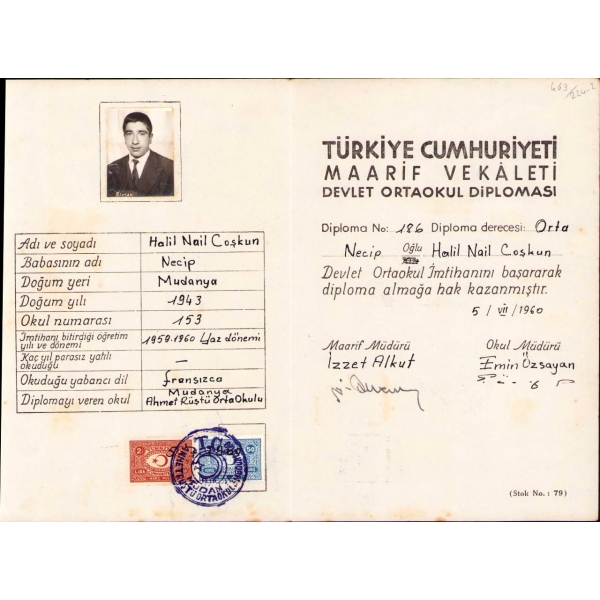 Adı ve soyadı Halil Nail Coşkun
Babasının adı Necip
Doğum yeri Mudanya
Doğum yılı 1943
Okul numarası 153
İmtihanı bitirdiği öğretim yılı ve dönemi 1959-1960 Yaz dönemi
Kaç yıl parasız yatılı okuduğu —
Okuduğu yabancı dil fransızca
Diplomayı veren okul Mudanya Ahmet Rüştü Ortaokulu
T.C.
463
224-2
TÜRKİYE CUMHURİYETİ
MAARİF VEKÂLETİ
DEVLET ORTAOKUL DİPLOMASI
Diploma No: 186 Diploma derecesi: Orta
Necip Oğlu Halil Nail Coşkun
Devlet Ortaokul İmtihanını başararak
diploma almağa hak kazanmıştır.
5 / VII / 1960
Maarif Müdürü Okul Müdürü
İzzet Alkut Emin Özsayan
(Stok No.: 79)